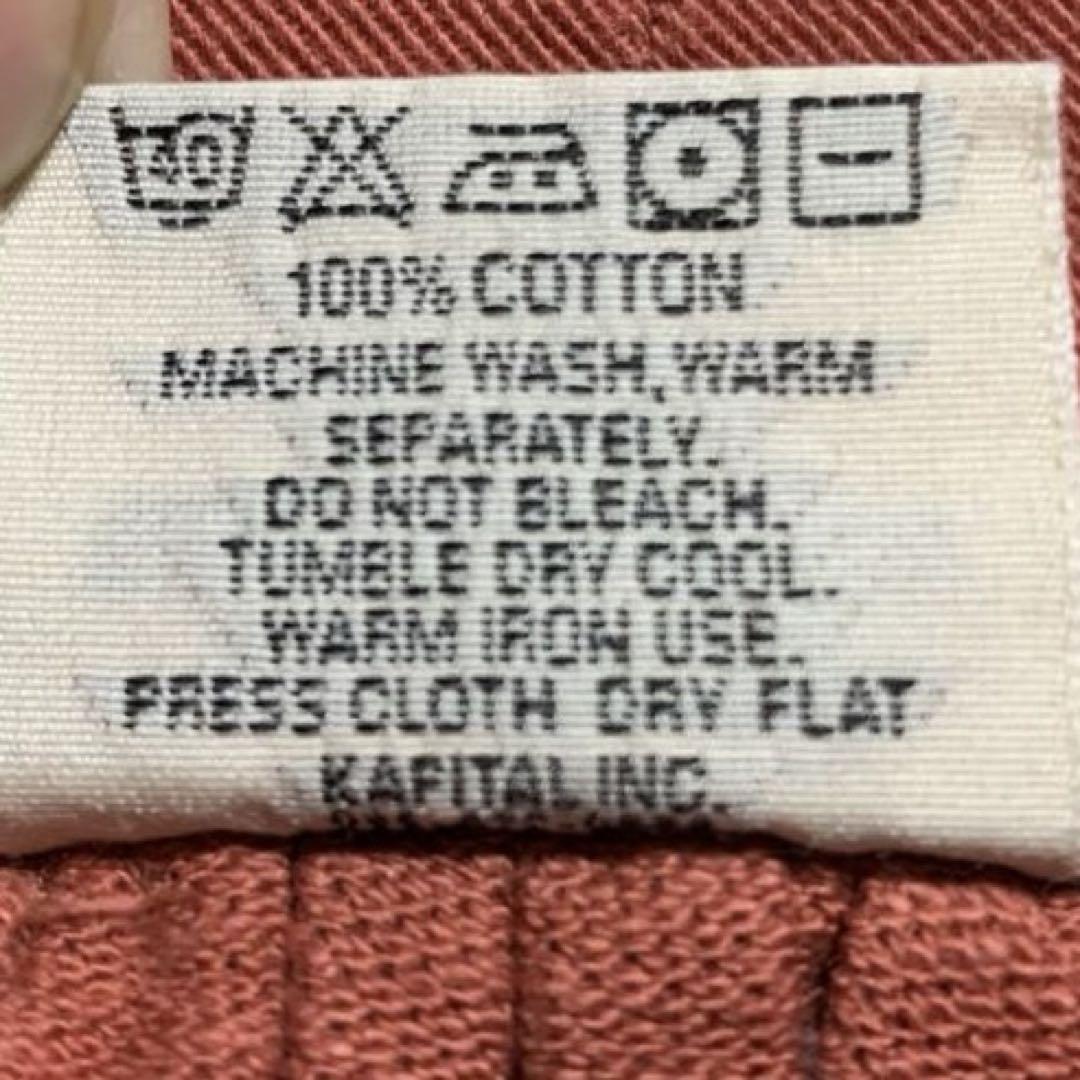 40
100% COTTON
MACHINE WASH, WARM
SEPARATELY.
DO NOT BLEACH.
TUMBLE DRY COOL.
WARM IRON USE.
PRESS CLOTH DRY FLAT
KAPITAL INC.